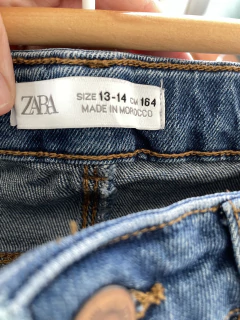 ZARA
SIZE 13-14 CM 164
MADE IN MOROCCO